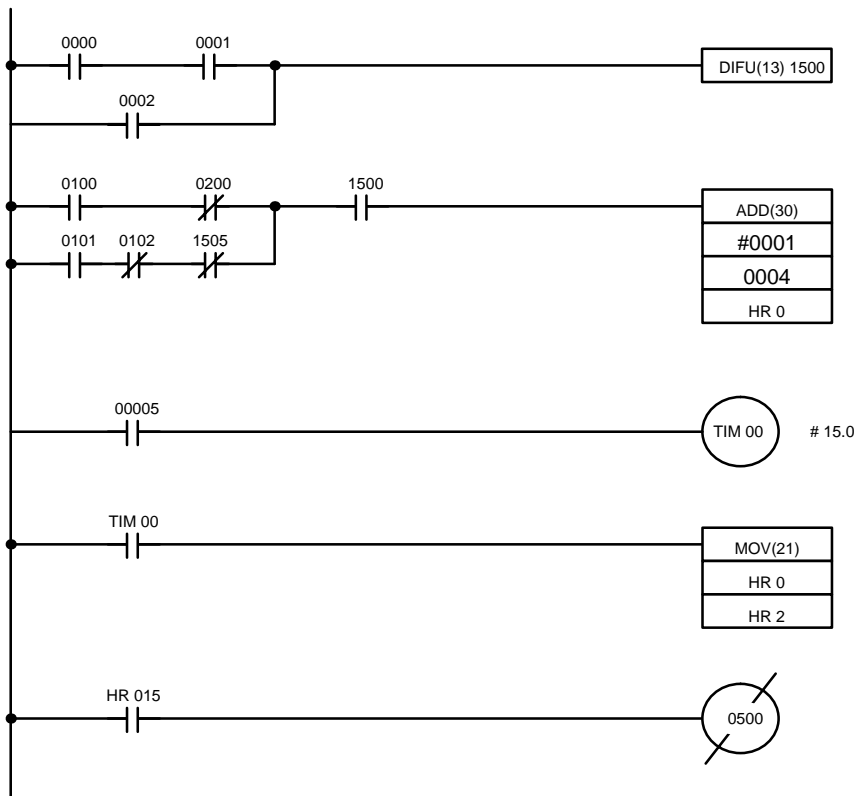 0000 0001
DIFU(13) 1500
0002
0100 0200 1500
ADD(30)
0101 0102 1505
#0001
0004
HR 0
00005
TIM 00 # 15.0
TIM 00
MOV(21)
HR 0
HR 2
HR 015
0500